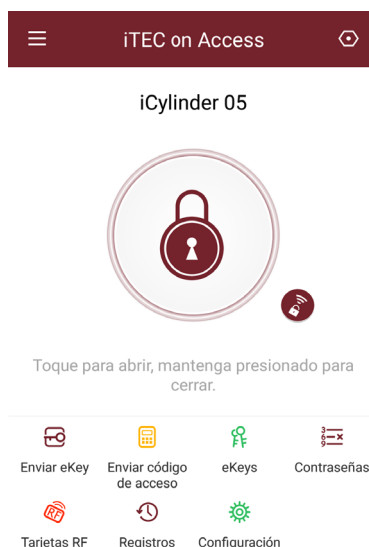 iTEC on Access
iCylinder 05
Toque para abrir, mantenga presionado para
cerrar.
Enviar eKey
Enviar código
de acceso
eKeys
Contraseñas
Tarjetas RF
Registros
Configuración